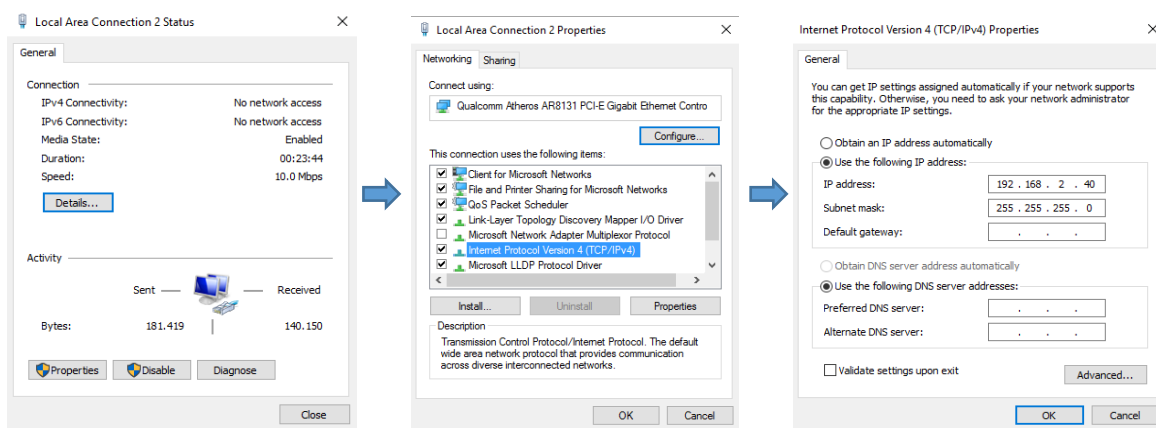 Local Area Connection 2 Status
General
Connection
IPv4 Connectivity: No network access
IPv6 Connectivity: No network access
Media State: Enabled
Duration: 00:23:44
Speed: 10.0 Mbps
Details...
Activity
Sent Received
Bytes: 181.419 140.150
Properties Disable Diagnose
Close
Local Area Connection 2 Properties
Networking Sharing
Connect using:
Qualcomm Atheros AR8131 PCI-E Gigabit Ethernet Contro
Configure...
This connection uses the following items:
Client for Microsoft Networks
File and Printer Sharing for Microsoft Networks
QoS Packet Scheduler
Link-Layer Topology Discovery Mapper I/O Driver
Microsoft Network Adapter Multiplexor Protocol
Internet Protocol Version 4 (TCP/IPv4)
Microsoft LLDP Protocol Driver
Install... Uninstall Properties
Description
Transmission Control Protocol/Internet Protocol. The default
wide area network protocol that provides communication
across diverse interconnected networks.
OK Cancel
Internet Protocol Version 4 (TCP/IPv4) Properties
General
You can get IP settings assigned automatically if your network supports
this capability. Otherwise, you need to ask your network administrator
for the appropriate IP settings.
Obtain an IP address automatically
Use the following IP address:
IP address: 192 . 168 . 2 . 40
Subnet mask: 255 . 255 . 255 . 0
Default gateway: . . .
Obtain DNS server address automatically
Use the following DNS server addresses:
Preferred DNS server: . . .
Alternate DNS server: . . .
Validate settings upon exit
Advanced...
OK Cancel